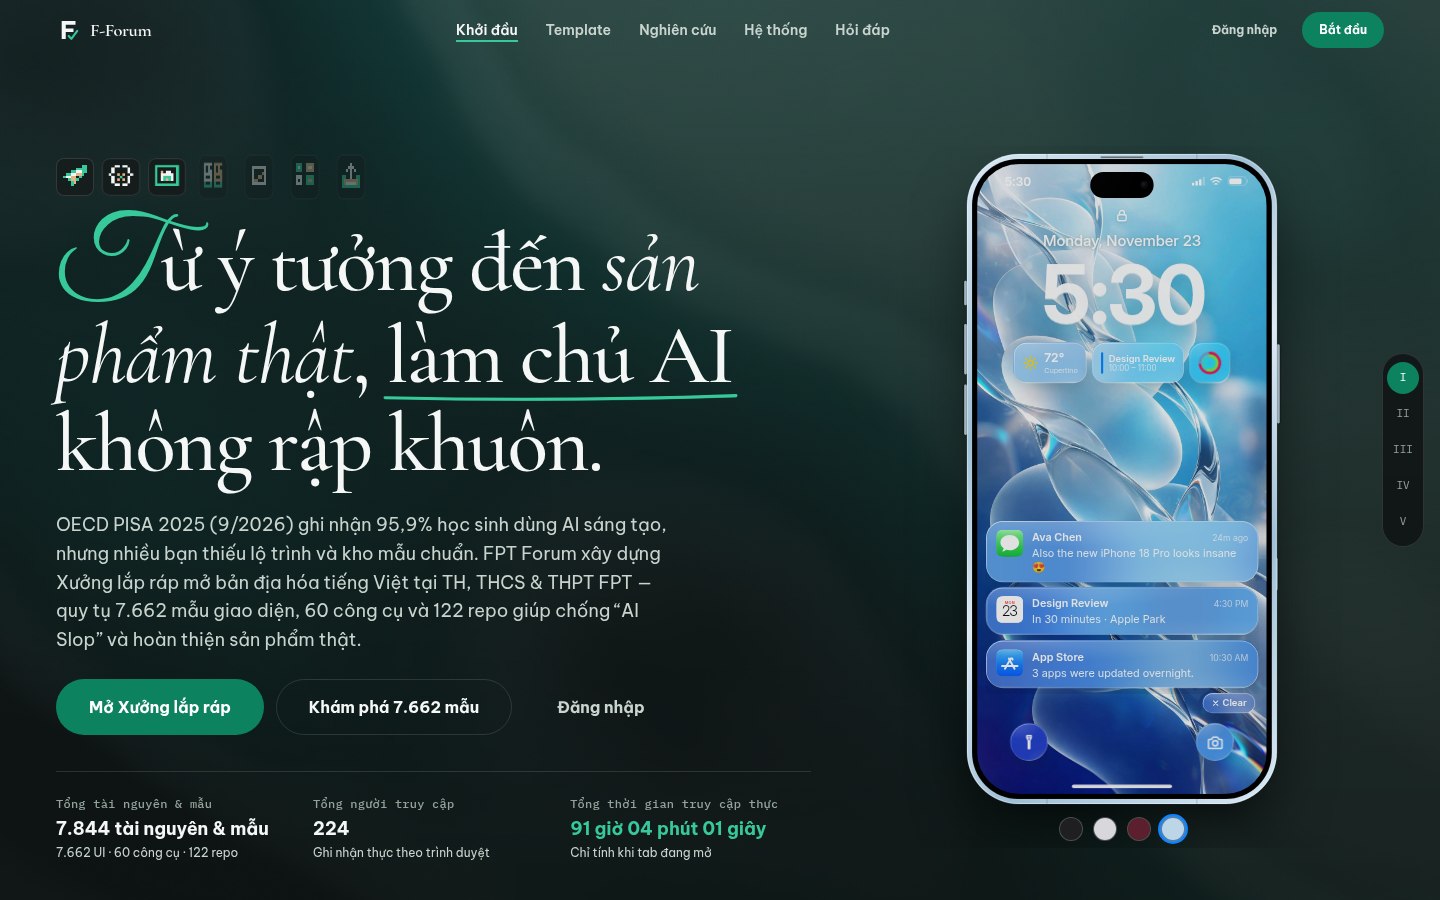 F-Forum
Khởi đầu
Template
Nghiên cứu
Hệ thống
Hỏi đáp
Đăng nhập
Bắt đầu
Từ ý tưởng đến sản
phẩm thật, làm chủ AI
không rập khuôn.
OECD PISA 2025 (9/2026) ghi nhận 95,9% học sinh dùng AI sáng tạo,
nhưng nhiều bạn thiếu lộ trình và kho mẫu chuẩn. FPT Forum xây dựng
Xưởng lắp ráp mở bản địa hóa tiếng Việt tại TH, THCS & THPT FPT —
quy tụ 7.662 mẫu giao diện, 60 công cụ và 122 repo giúp chống “AI
Slop” và hoàn thiện sản phẩm thật.
Mở Xưởng lắp ráp
Khám phá 7.662 mẫu
Đăng nhập
Tổng tài nguyên & mẫu
7.844 tài nguyên & mẫu
7.662 UI · 60 công cụ · 122 repo
Tổng người truy cập
224
Ghi nhận thực theo trình duyệt
Tổng thời gian truy cập thực
91 giờ 04 phút 01 giây
Chỉ tính khi tab đang mở
5:30
Monday, November 23
5:30
72°
Cupertino
Design Review
10:00 – 11:00
Ava Chen
24m ago
Also the new iPhone 18 Pro looks insane
😍
MON
23
Design Review
4:30 PM
In 30 minutes · Apple Park
App Store
10:30 AM
3 apps were updated overnight.
✕ Clear
I
II
III
IV
V